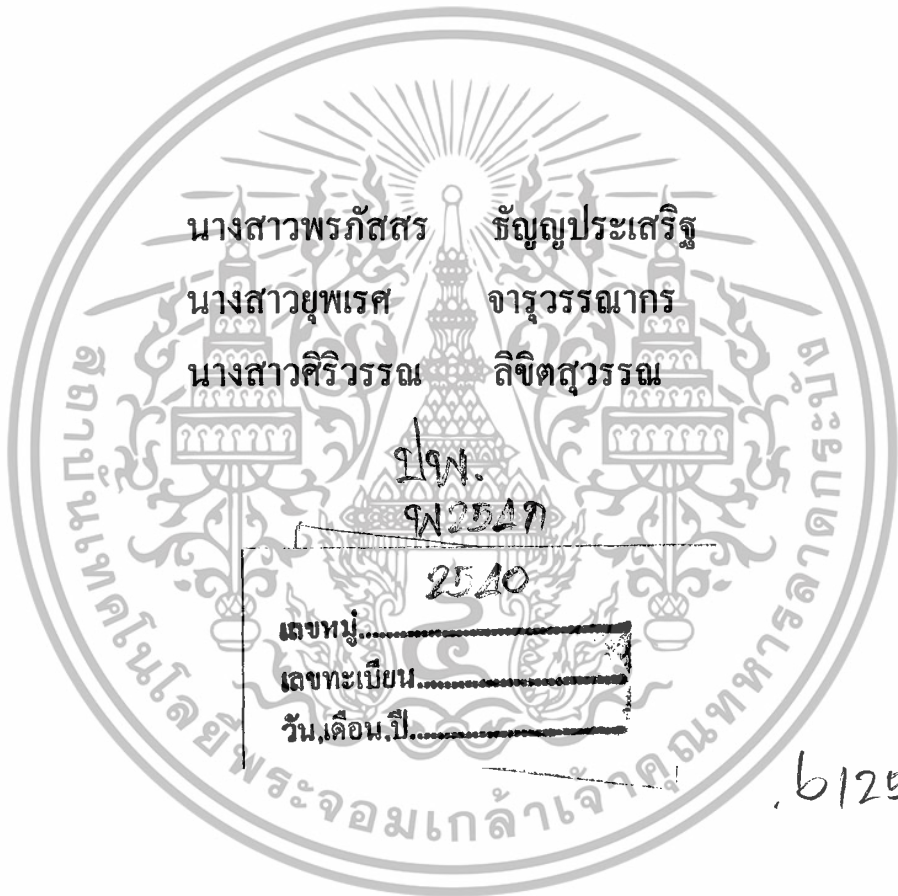 นางสาวพรภัสสร ธัญญประเสริฐ
นางสาวยุพเรศ จารุวรรณากร
นางสาวศิริวรรณ ลิขิตสุวรรณ
ปพ.
พ254ก
2540
เลขหมู่
เลขทะเบียน
วัน,เดือน,ปี
.6125
สถาบันเทคโนโลยีพระจอมเกล้าเจ้าคุณทหารลาดกระบัง